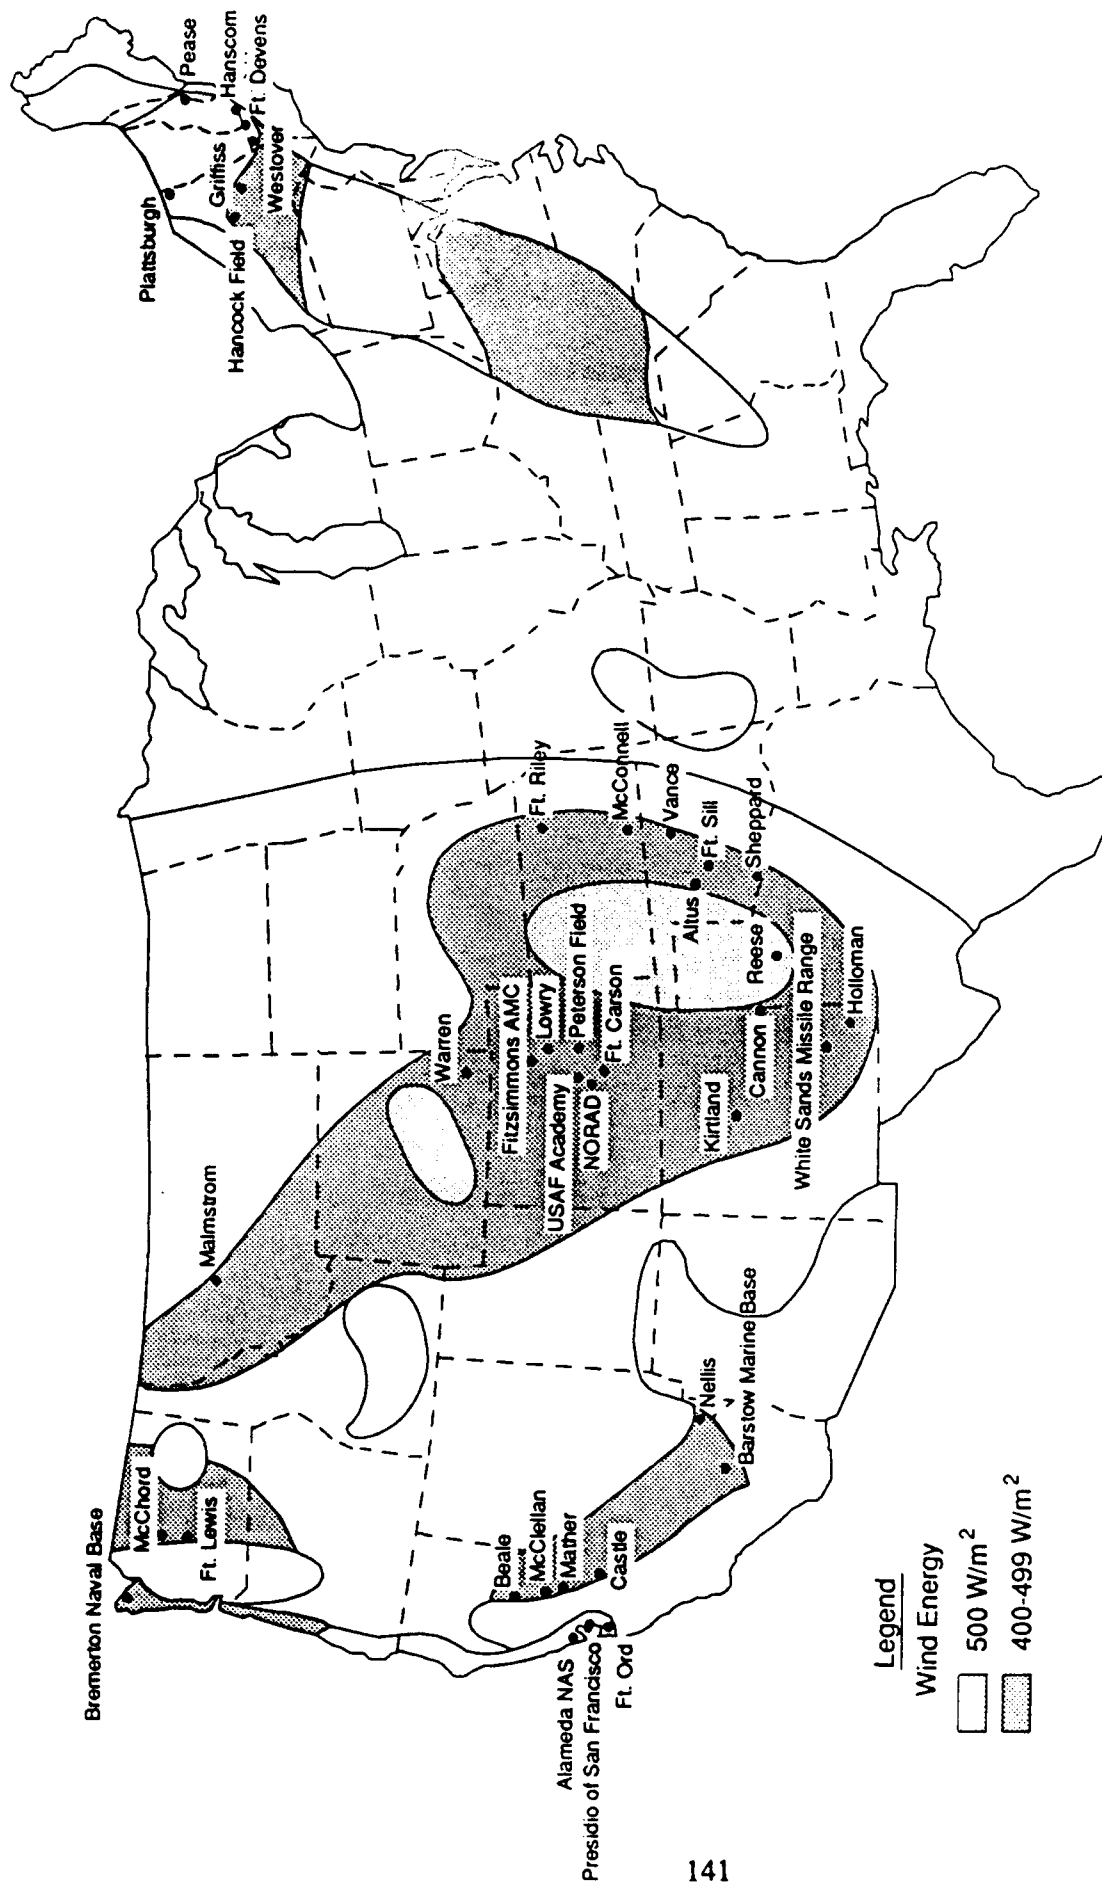 Bremerton Naval Base
McChord
Ft. Lewis
Malmstrom
Plattsburgh
Griffiss
Hancock Field
Pease
Hanscom
Ft. Devens
Westover
Warren
Fitzsimmons AMC
Lowry
Peterson Field
USAF Academy
NORAD
Ft. Carson
Ft. Riley
McConnell
Vance
Ft. Sill
Altus
Sheppard
Reese
Cannon
Kirtland
White Sands Missile Range
Holloman
Beale
McClellan
Mather
Castle
Nellis
Barstow Marine Base
Alameda NAS
Presidio of San Francisco
Ft. Ord
Legend
Wind Energy
500 W/m²
400-499 W/m²
141